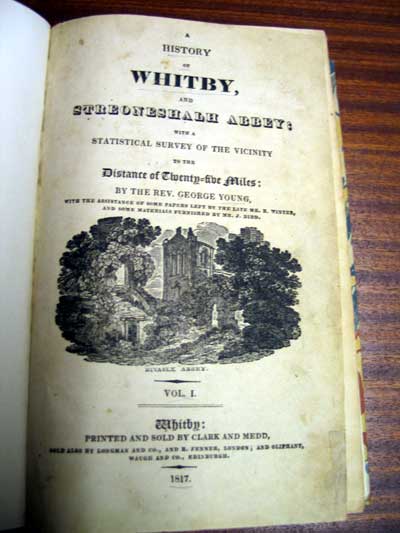 A
HISTORY
OF
WHITBY,
AND
STREONESHALH ABBEY:
WITH A
STATISTICAL SURVEY OF THE VICINITY
TO THE
Distance of Twenty-five Miles:
BY THE REV. GEORGE YOUNG,
WITH THE ASSISTANCE OF SOME PAPERS LEFT BY THE LATE MR. R. WINTER,
AND SOME MATERIALS FURNISHED BY MR. J. BIRD.
RIVAULX ABBEY.
VOL. I.
Whitby:
PRINTED AND SOLD BY CLARK AND MEDD,
SOLD ALSO BY LONGMAN AND CO., AND R. FENNER, LONDON; AND OLIPHANT,
WAUGH AND CO., EDINBURGH.
1817.